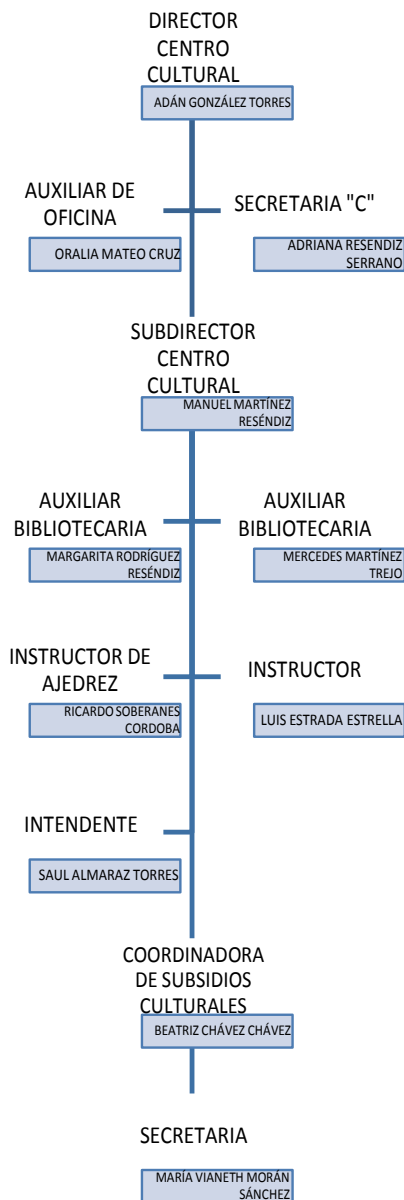 DIRECTOR
CENTRO
CULTURAL
ADÁN GONZÁLEZ TORRES
AUXILIAR DE
OFICINA
ORALIA MATEO CRUZ
SECRETARIA "C"
ADRIANA RESENDIZ
SERRANO
SUBDIRECTOR
CENTRO
CULTURAL
MANUEL MARTÍNEZ
RESÉNDIZ
AUXILIAR
BIBLIOTECARIA
MARGARITA RODRÍGUEZ
RESÉNDIZ
AUXILIAR
BIBLIOTECARIA
MERCEDES MARTÍNEZ
TREJO
INSTRUCTOR DE
AJEDREZ
RICARDO SOBERANES
CORDOBA
INSTRUCTOR
LUIS ESTRADA ESTRELLA
INTENDENTE
SAUL ALMARAZ TORRES
COORDINADORA
DE SUBSIDIOS
CULTURALES
BEATRIZ CHÁVEZ CHÁVEZ
SECRETARIA
MARÍA VIANETH MORÁN
SÁNCHEZ